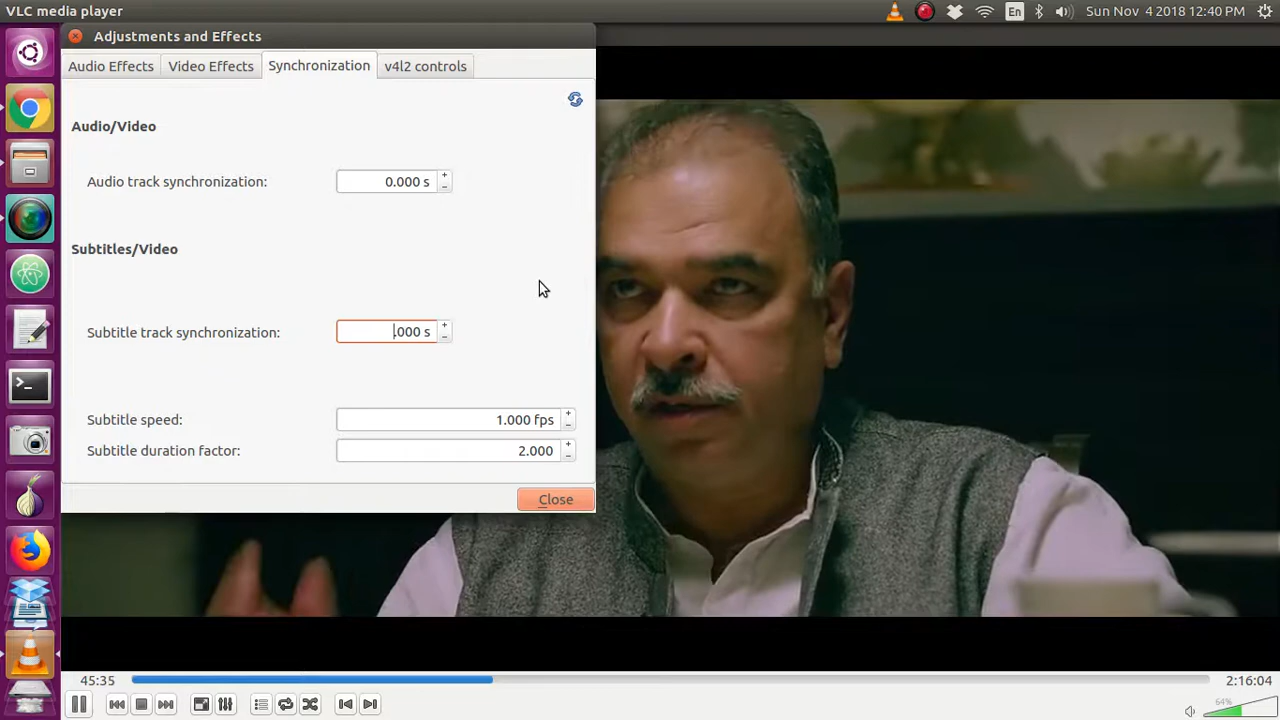 VLC media player
En
Sun Nov 4 2018 12:40 PM
Adjustments and Effects
Audio Effects
Video Effects
Synchronization
v4l2 controls
Audio/Video
Audio track synchronization:
0.000 s
Subtitles/Video
Subtitle track synchronization:
.000 s
Subtitle speed:
1.000 fps
Subtitle duration factor:
2.000
Close
45:35
2:16:04
64%